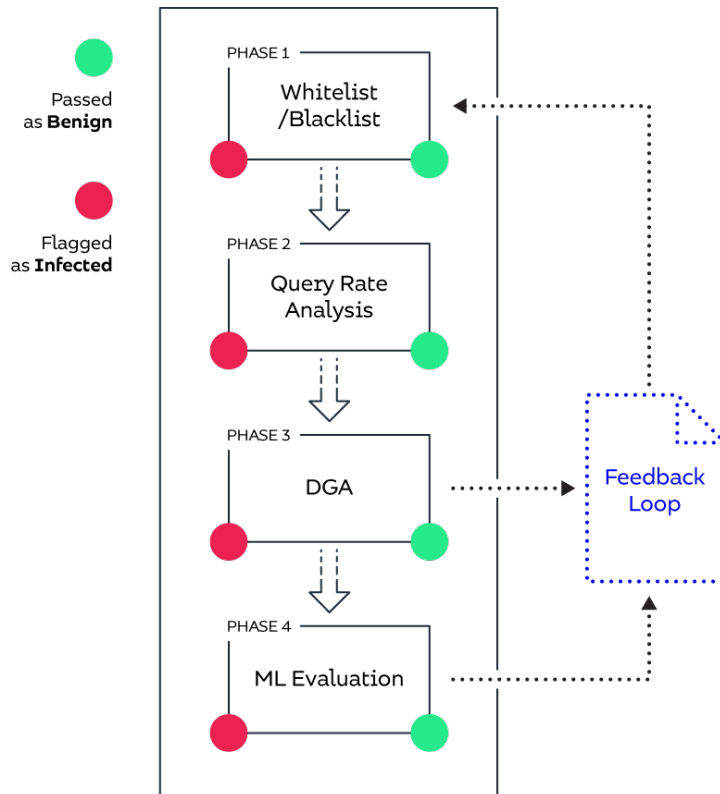 Passed
as Benign
Flagged
as Infected
PHASE 1
Whitelist
/Blacklist
PHASE 2
Query Rate
Analysis
PHASE 3
DGA
PHASE 4
ML Evaluation
Feedback
Loop